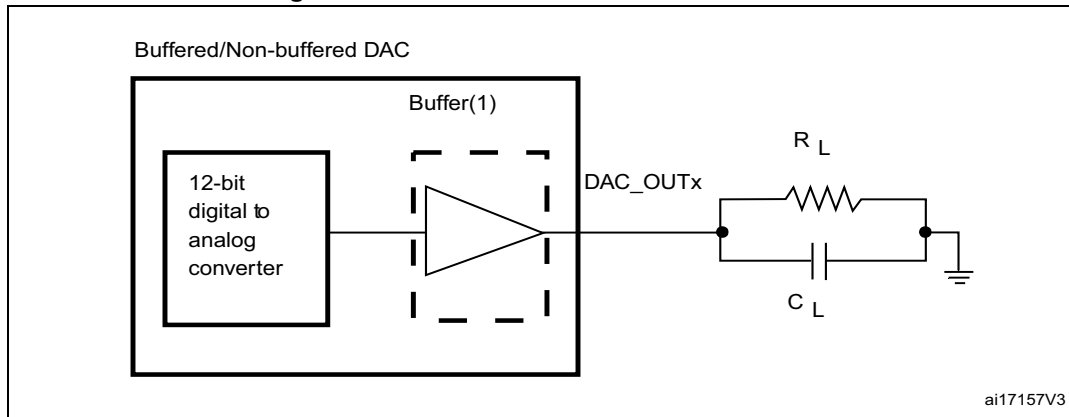 Buffered/Non-buffered DAC
Buffer(1)
12-bit
digital to
analog
converter
DAC_OUTx
R L
C L
ai17157V3